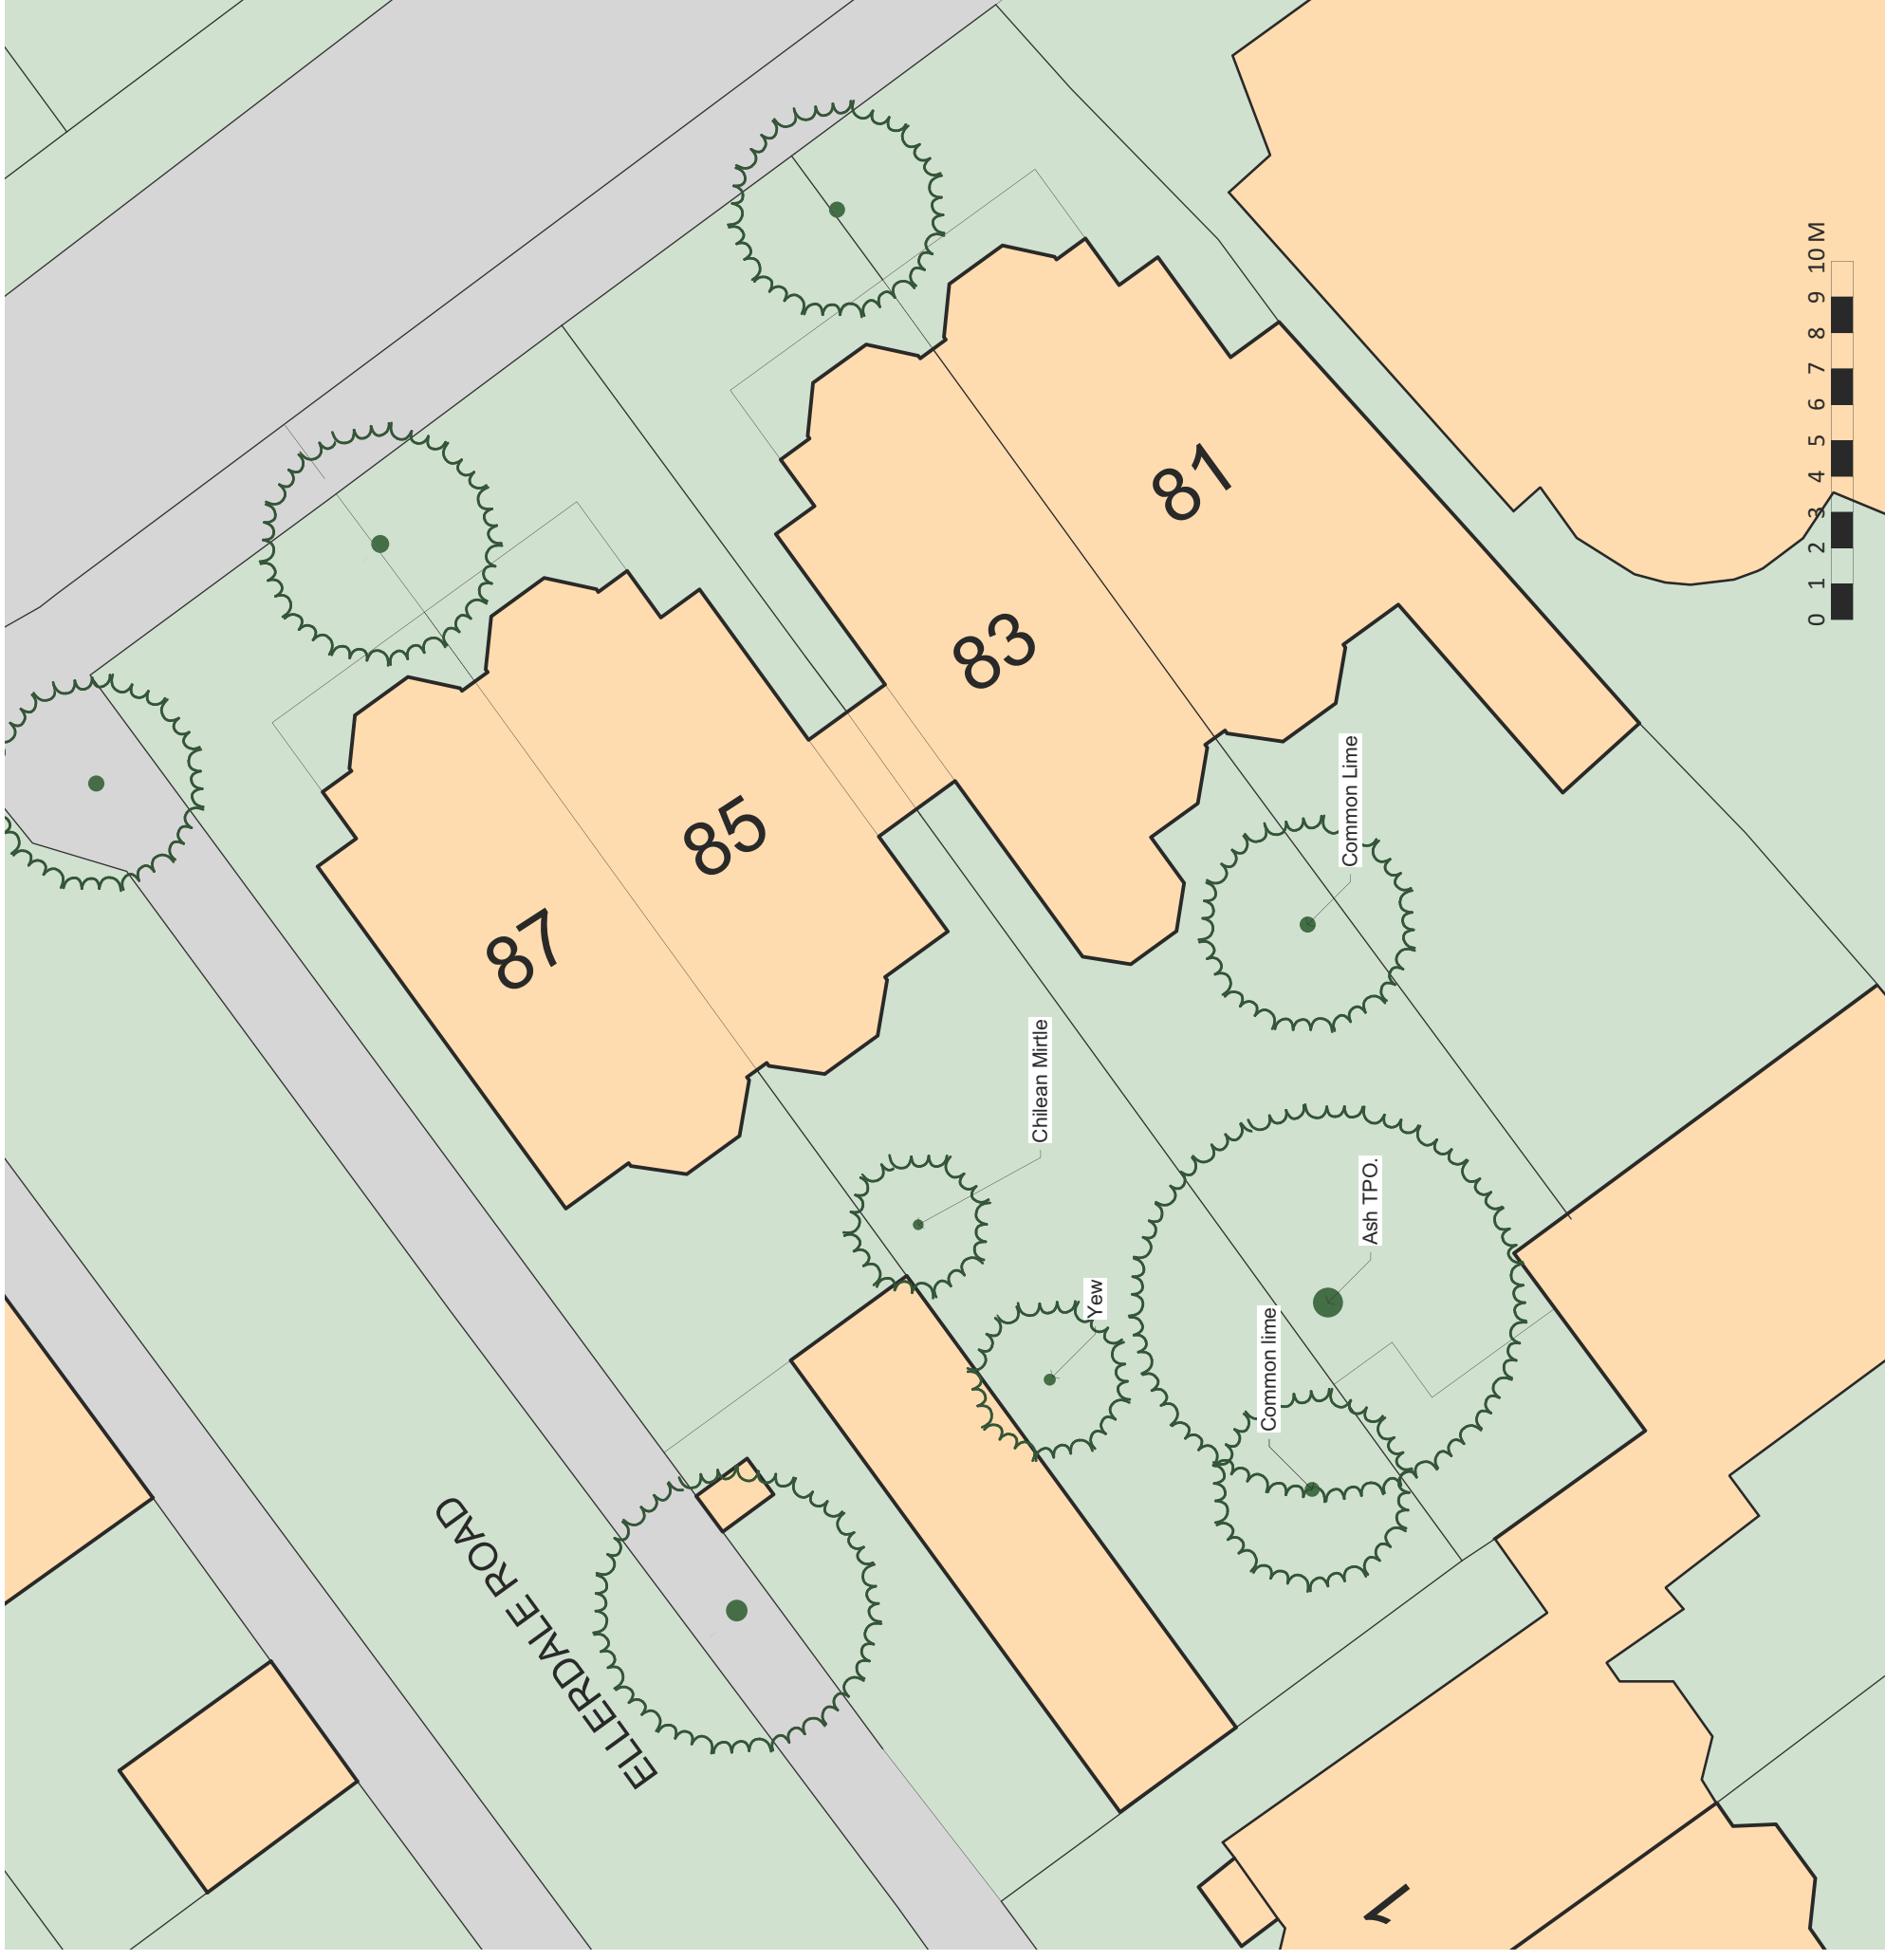 81
83
85
87
Common Lime
Chilean Mirtle
Ash TPO.
Yew
Common lime
ELLERDALE ROAD
1
0 1 2 3 4 5 6 7 8 9 10 M